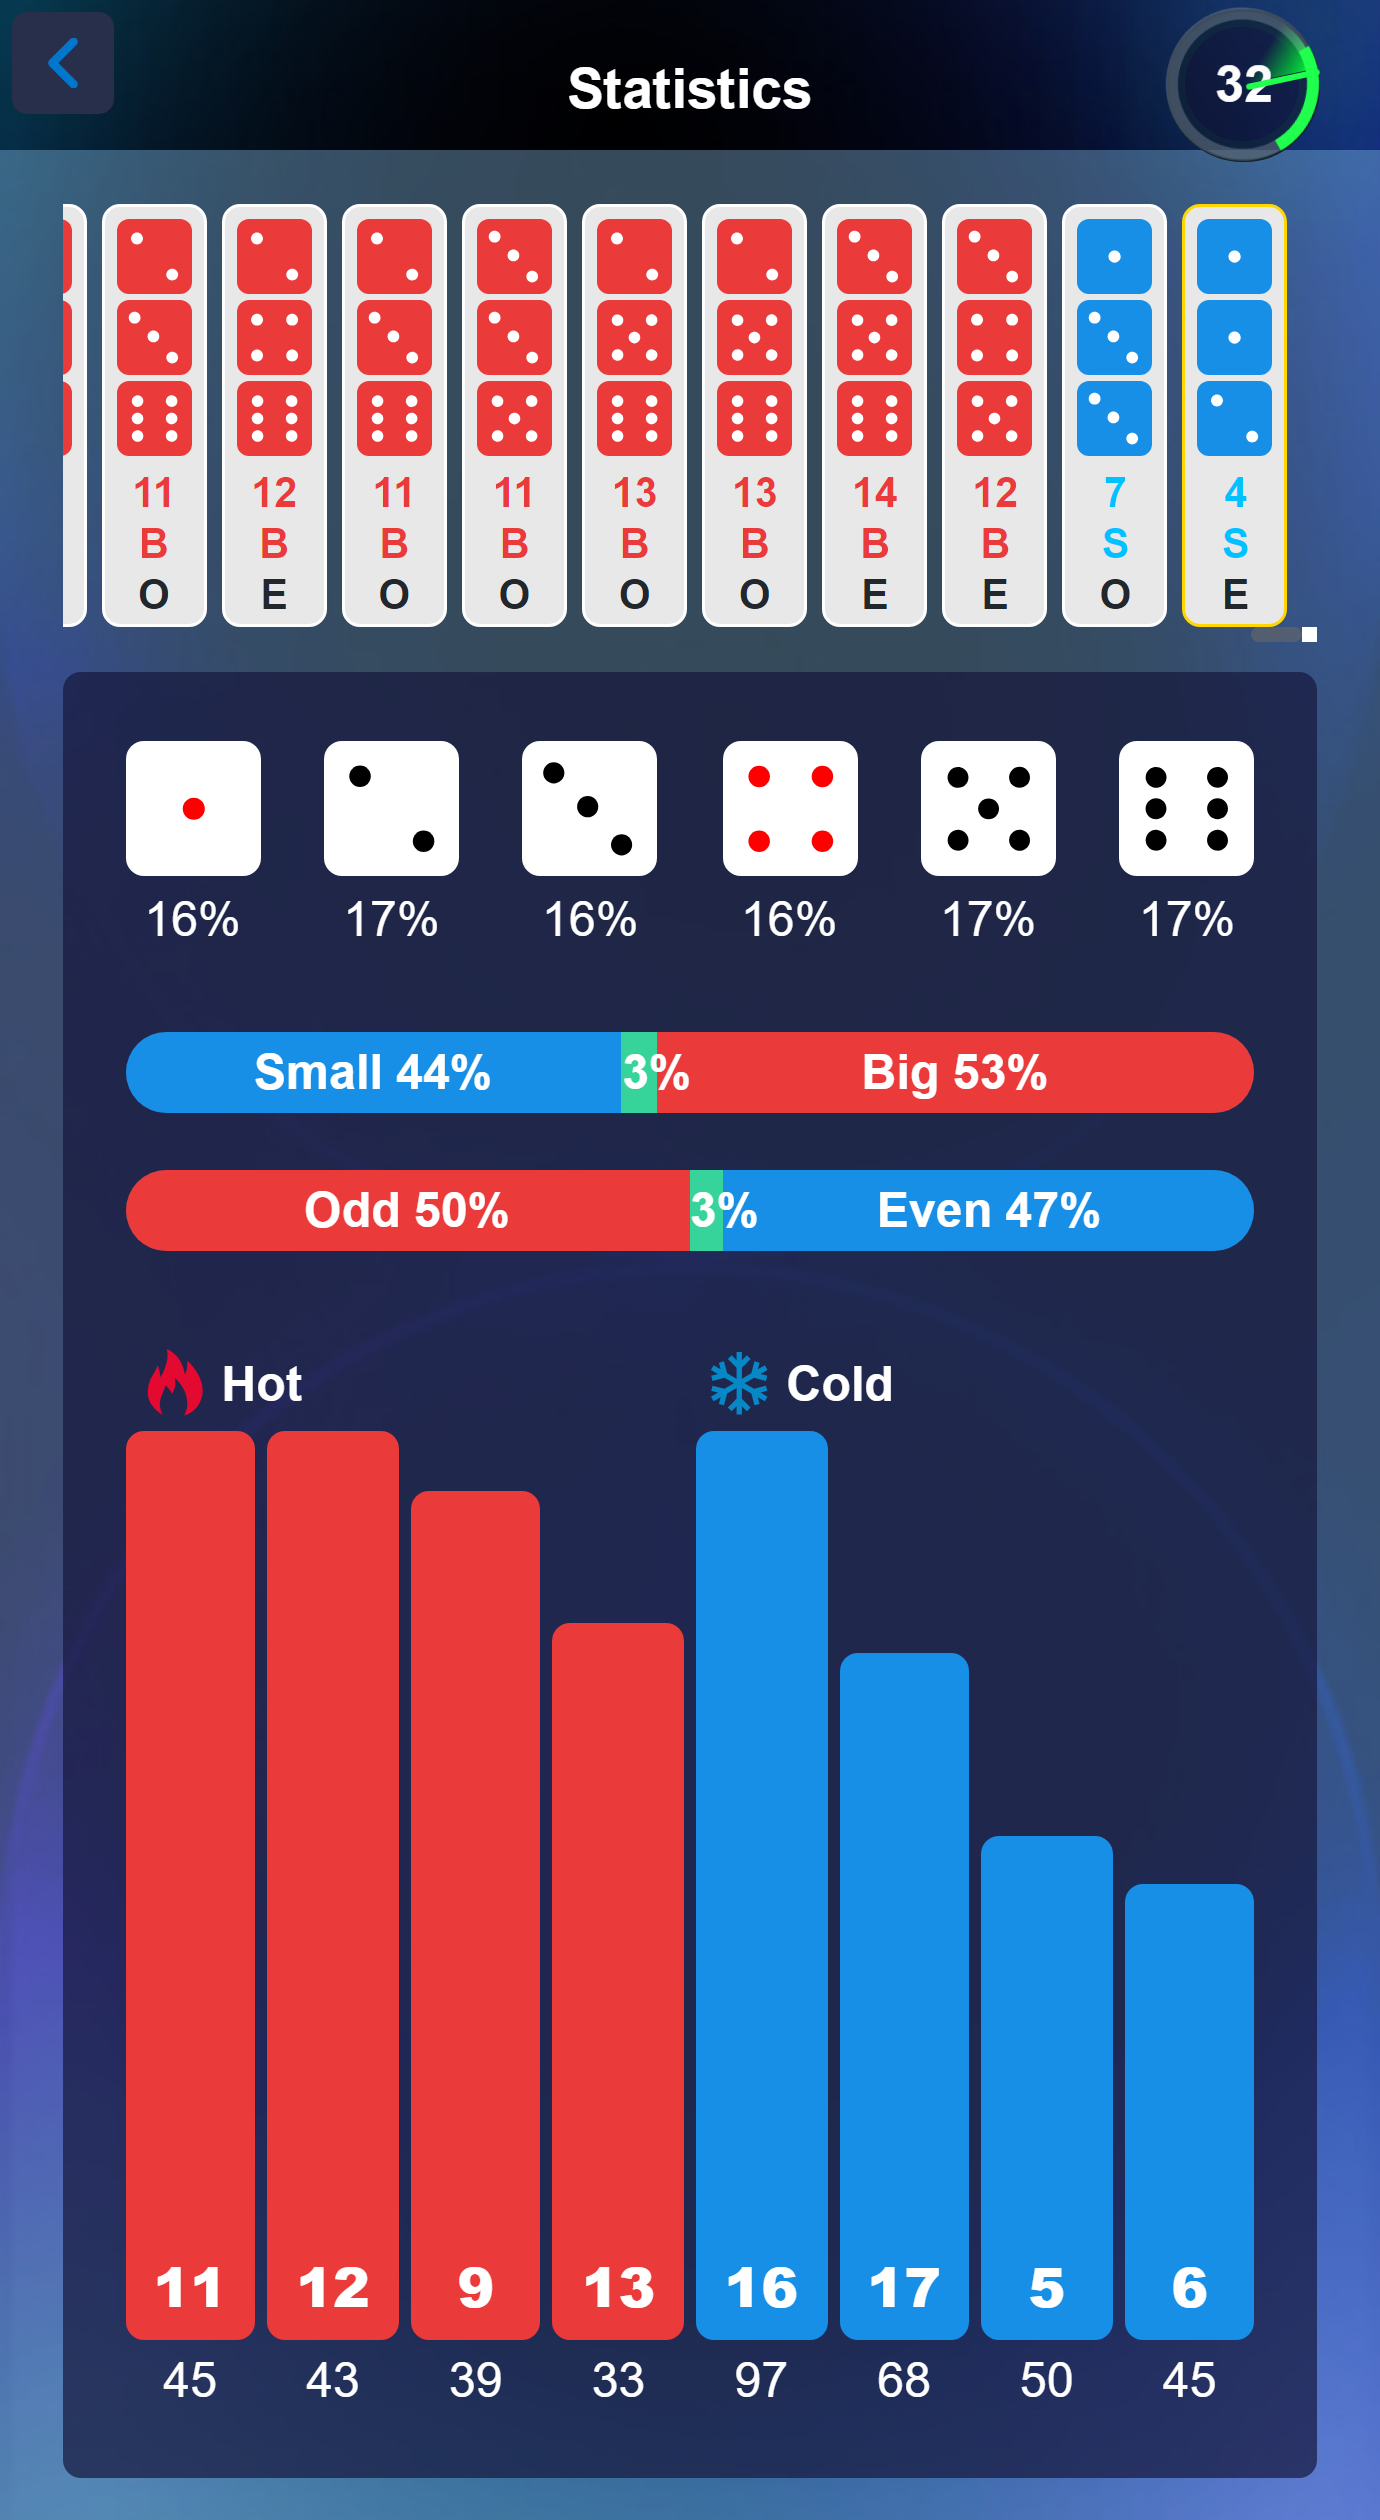 Statistics
32
11 12 11 11 13 13 14 12 7 4
B B B B B B B B S S
O E O O O O E E O E
16% 17% 16% 16% 17% 17%
Small 44% 3% Big 53%
Odd 50% 3% Even 47%
Hot Cold
11 12 9 13 16 17 5 6
45 43 39 33 97 68 50 45